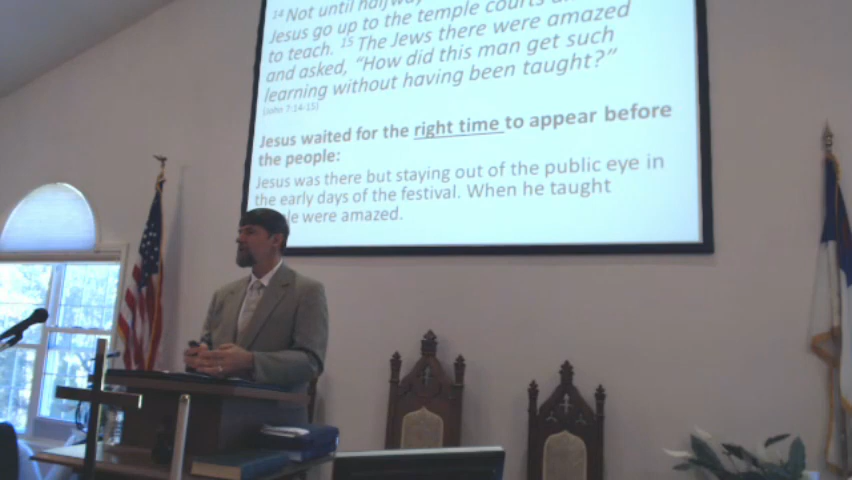 14 Not until halfway
Jesus go up to the temple courts
to teach. 15 The Jews there were amazed
and asked, "How did this man get such
learning without having been taught?"
(John 7:14-15)
Jesus waited for the right time to appear before
the people:
Jesus was there but staying out of the public eye in
the early days of the festival. When he taught
le were amazed.